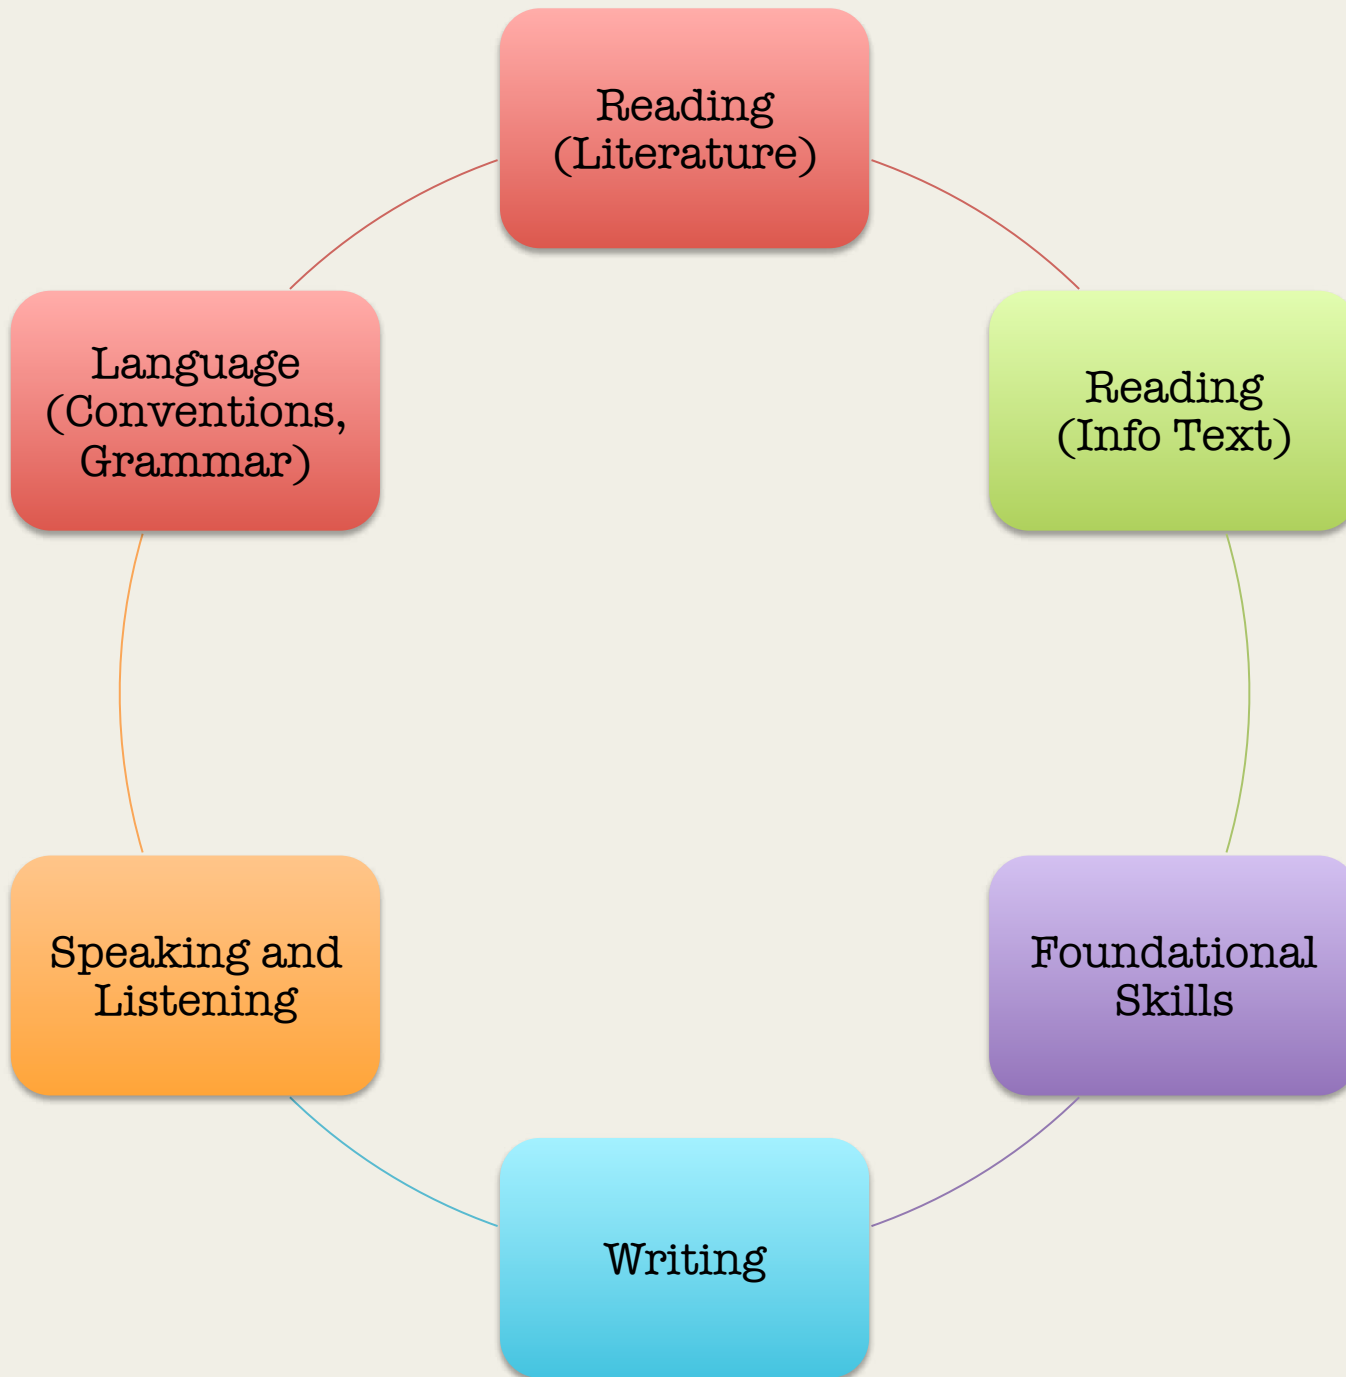 Reading
(Literature)
Reading
(Info Text)
Foundational
Skills
Writing
Speaking and
Listening
Language
(Conventions,
Grammar)